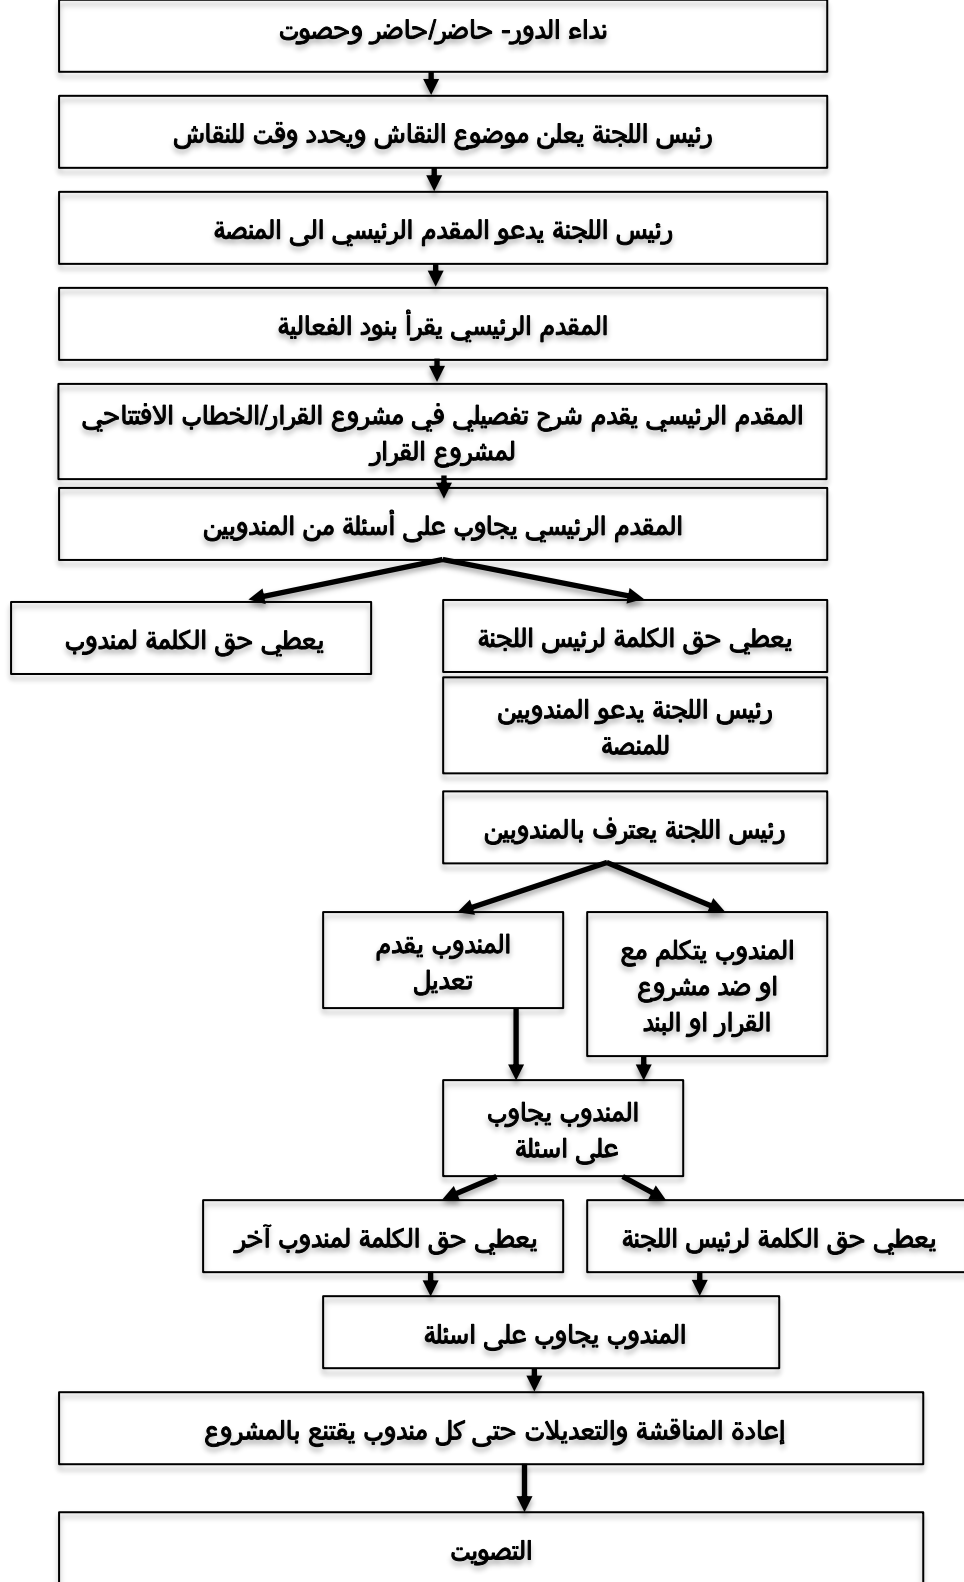 نداء الدور- حاضر/حاضر وحصوت
رئيس اللجنة يعلن موضوع النقاش ويحدد وقت للنقاش
رئيس اللجنة يدعو المقدم الرئيسي الى المنصة
المقدم الرئيسي يقرأ بنود الفعالية
المقدم الرئيسي يقدم شرح تفصيلي في مشروع القرار/الخطاب الافتتاحي
لمشروع القرار
المقدم الرئيسي يجاوب على أسئلة من المندوبين
يعطي حق الكلمة لرئيس اللجنة
يعطي حق الكلمة لمندوب
رئيس اللجنة يدعو المندوبين
للمنصة
رئيس اللجنة يعترف بالمندوبين
المندوب يتكلم مع
او ضد مشروع
القرار او البند
المندوب يقدم
تعديل
المندوب يجاوب
على اسئلة
يعطي حق الكلمة لرئيس اللجنة
يعطي حق الكلمة لمندوب آخر
المندوب يجاوب على اسئلة
إعادة المناقشة والتعديلات حتى كل مندوب يقتنع بالمشروع
التصويت